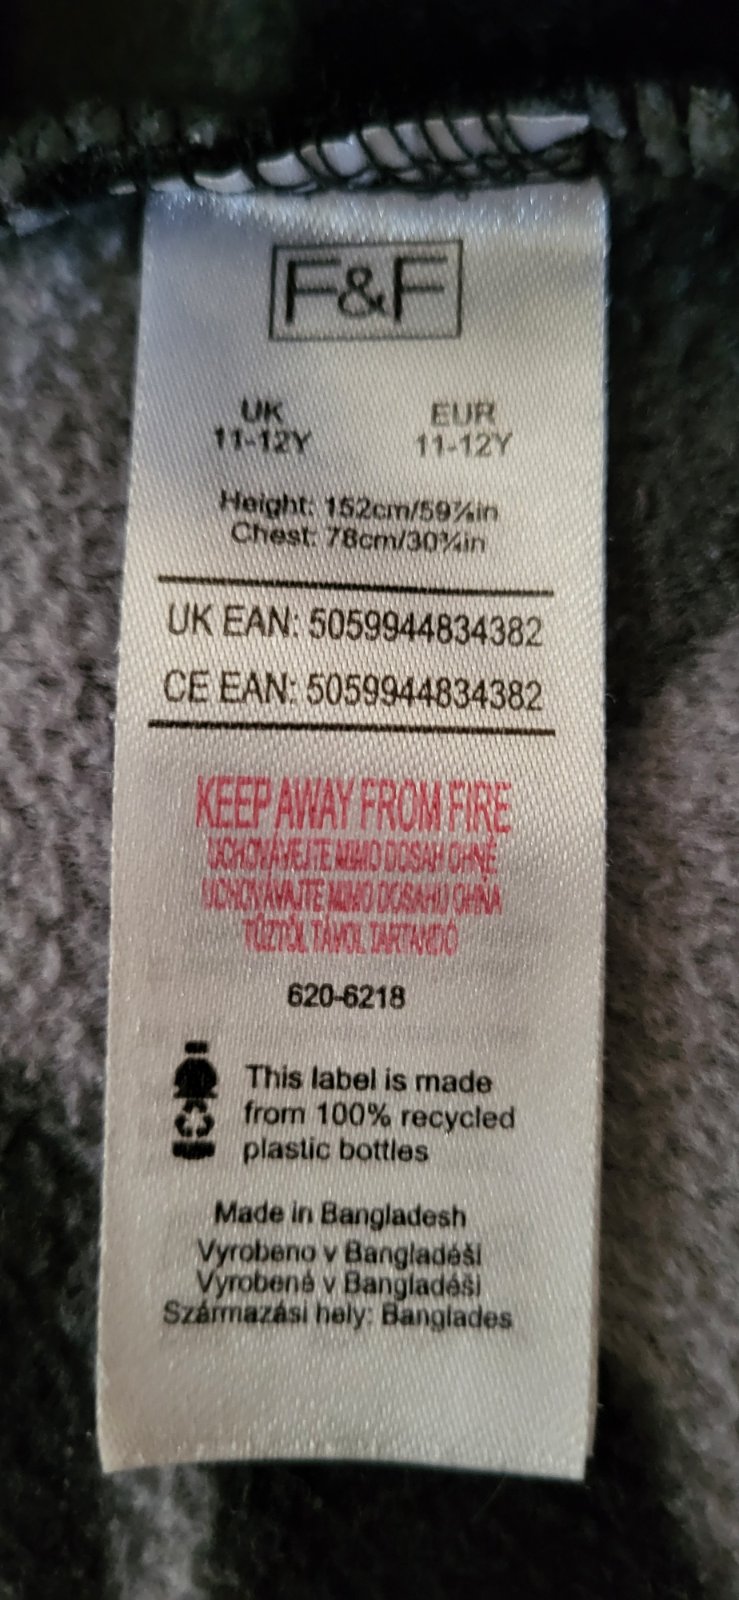 F&F
UK EUR
11-12Y 11-12Y
Height: 152cm/59⅞in
Chest: 78cm/30¾in
UK EAN: 5059944834382
CE EAN: 5059944834382
KEEP AWAY FROM FIRE
UCHOVÁVEJTE MIMO DOSAH OHNĚ
UCHOVÁVAJTE MIMO DOSAHU OHŇA
TŰZTŐL TÁVOL TARTANDÓ
620-6218
This label is made
from 100% recycled
plastic bottles
Made in Bangladesh
Vyrobeno v Bangladéši
Vyrobené v Bangladéši
Származási hely: Banglades